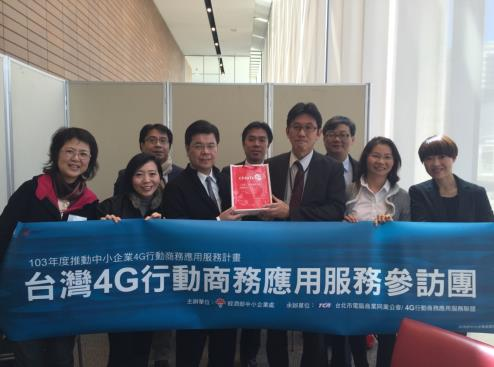 103年度推動中小企業4G行動商務應用服務計畫
台灣4G行動商務應用服務參訪團
主辦單位： 經濟部中小企業處 承辦單位： TCA 台北市電腦商業同業公會/ 4G行動商務應用服務聯盟